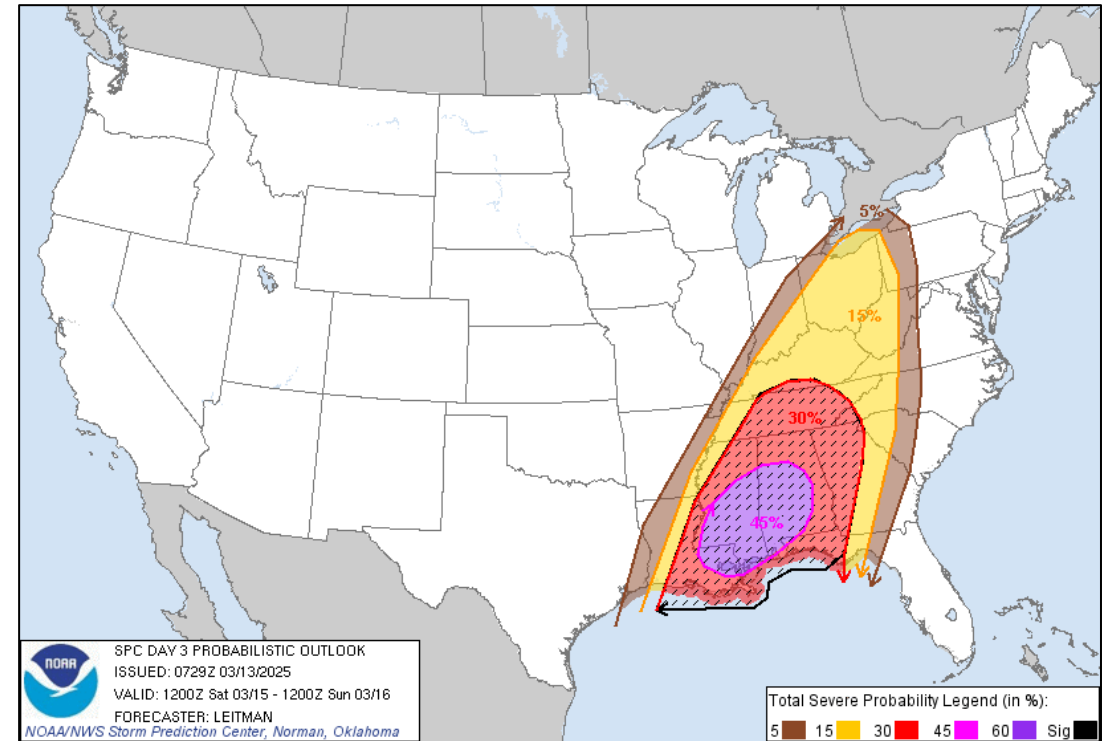 5%
15%
30%
45%
NOAA
SPC DAY 3 PROBABILISTIC OUTLOOK
ISSUED: 0729Z 03/13/2025
VALID: 1200Z Sat 03/15 - 1200Z Sun 03/16
FORECASTER: LEITMAN
NOAA/NWS Storm Prediction Center, Norman, Oklahoma
Total Severe Probability Legend (in %):
5 15 30 45 60 Sig